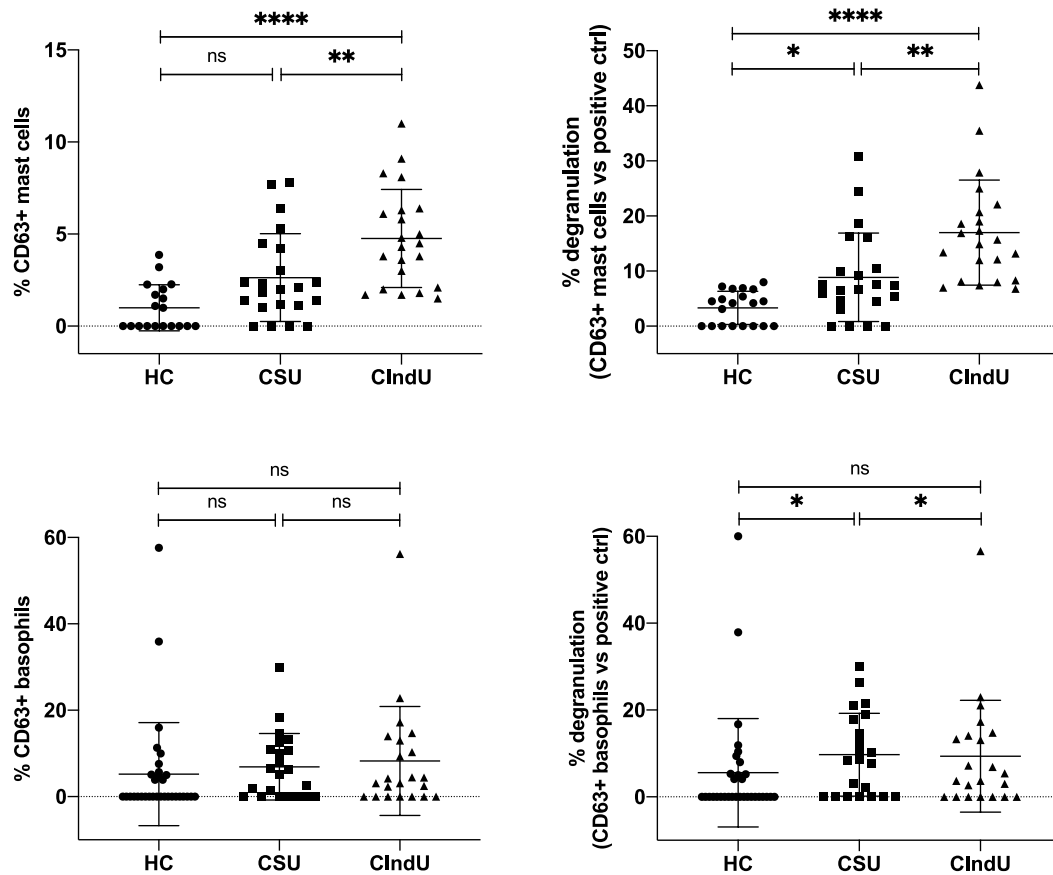 ****
ns
**
15
10
5
0
% CD63+ mast cells
HC
CSU
CIndU
****
*
**
50
40
30
20
10
0
% degranulation
(CD63+ mast cells vs positive ctrl)
HC
CSU
CIndU
ns
ns
ns
60
40
20
0
% CD63+ basophils
HC
CSU
CIndU
ns
*
*
60
40
20
0
% degranulation
(CD63+ basophils vs positive ctrl)
HC
CSU
CIndU